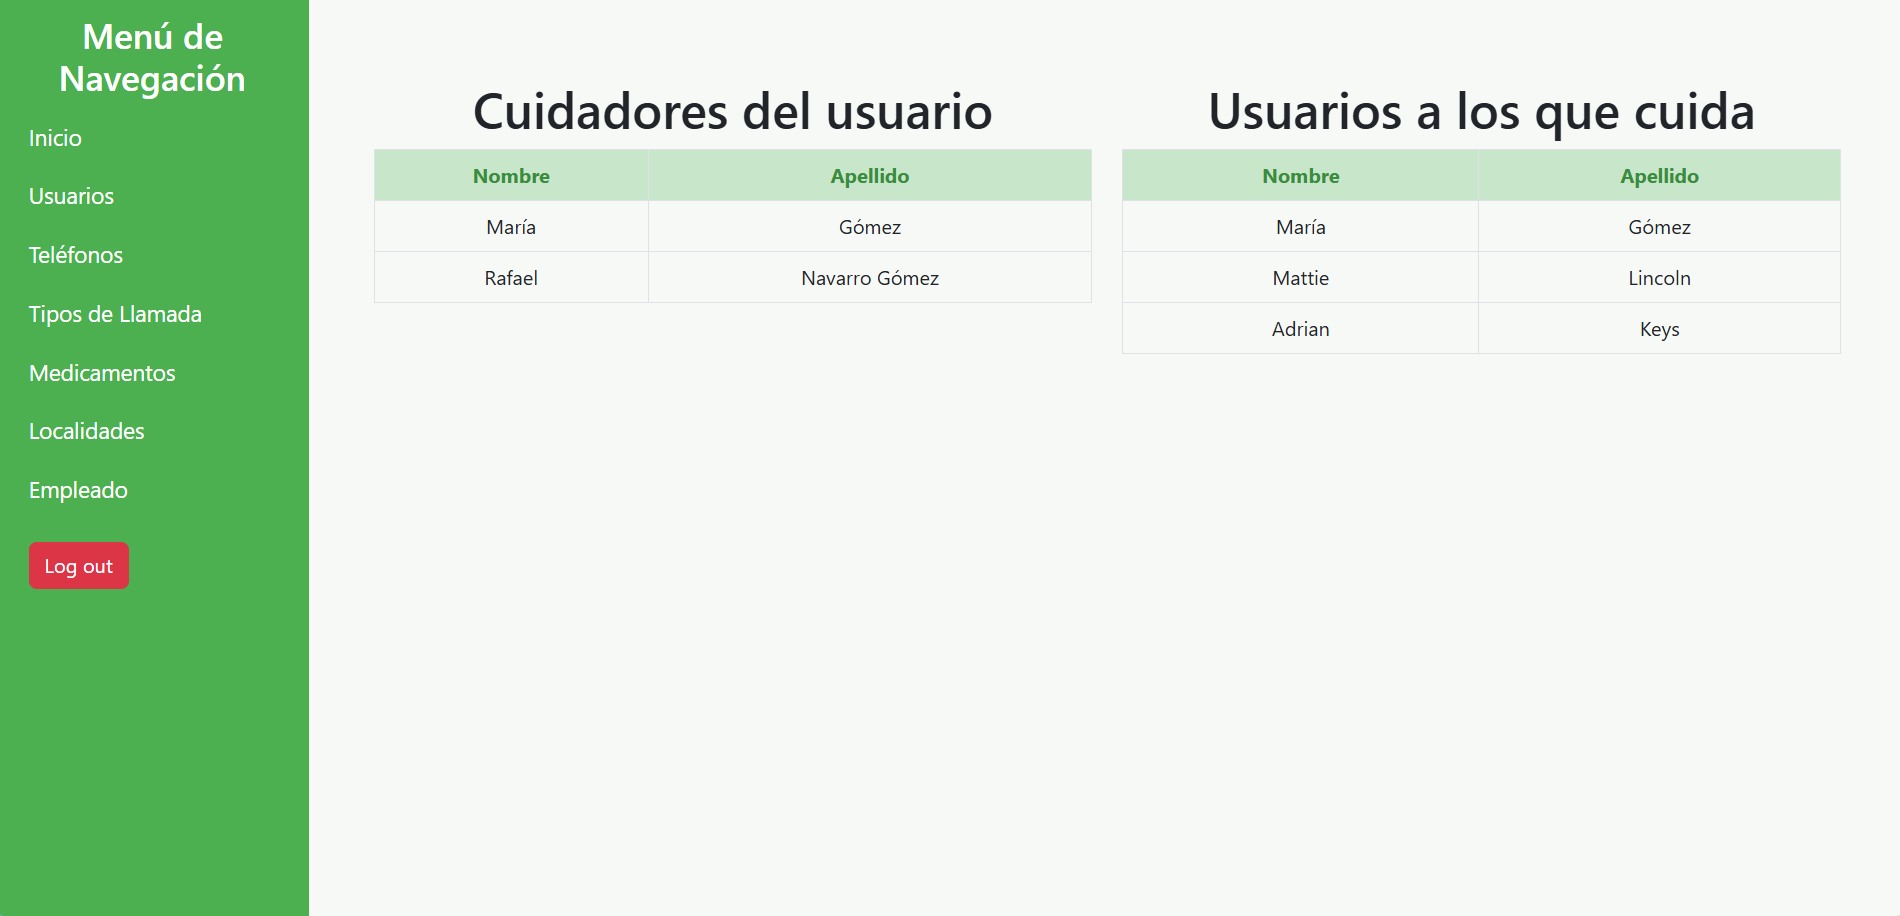 Menú de
Navegación
Inicio
Usuarios
Teléfonos
Tipos de Llamada
Medicamentos
Localidades
Empleado
Log out
Cuidadores del usuario
Nombre Apellido
María Gómez
Rafael Navarro Gómez
Usuarios a los que cuida
Nombre Apellido
María Gómez
Mattie Lincoln
Adrian Keys